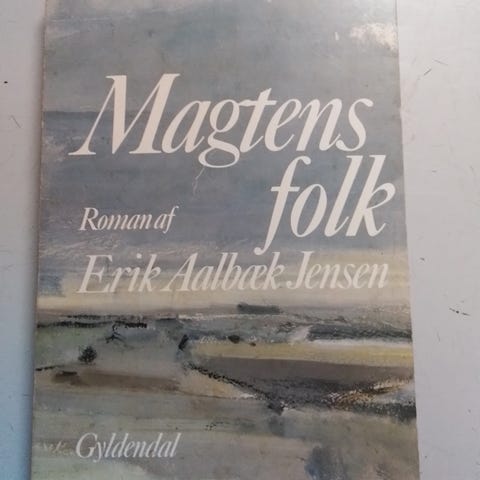 Magtens
folk
Roman af
Erik Aalbæk Jensen
Gyldendal